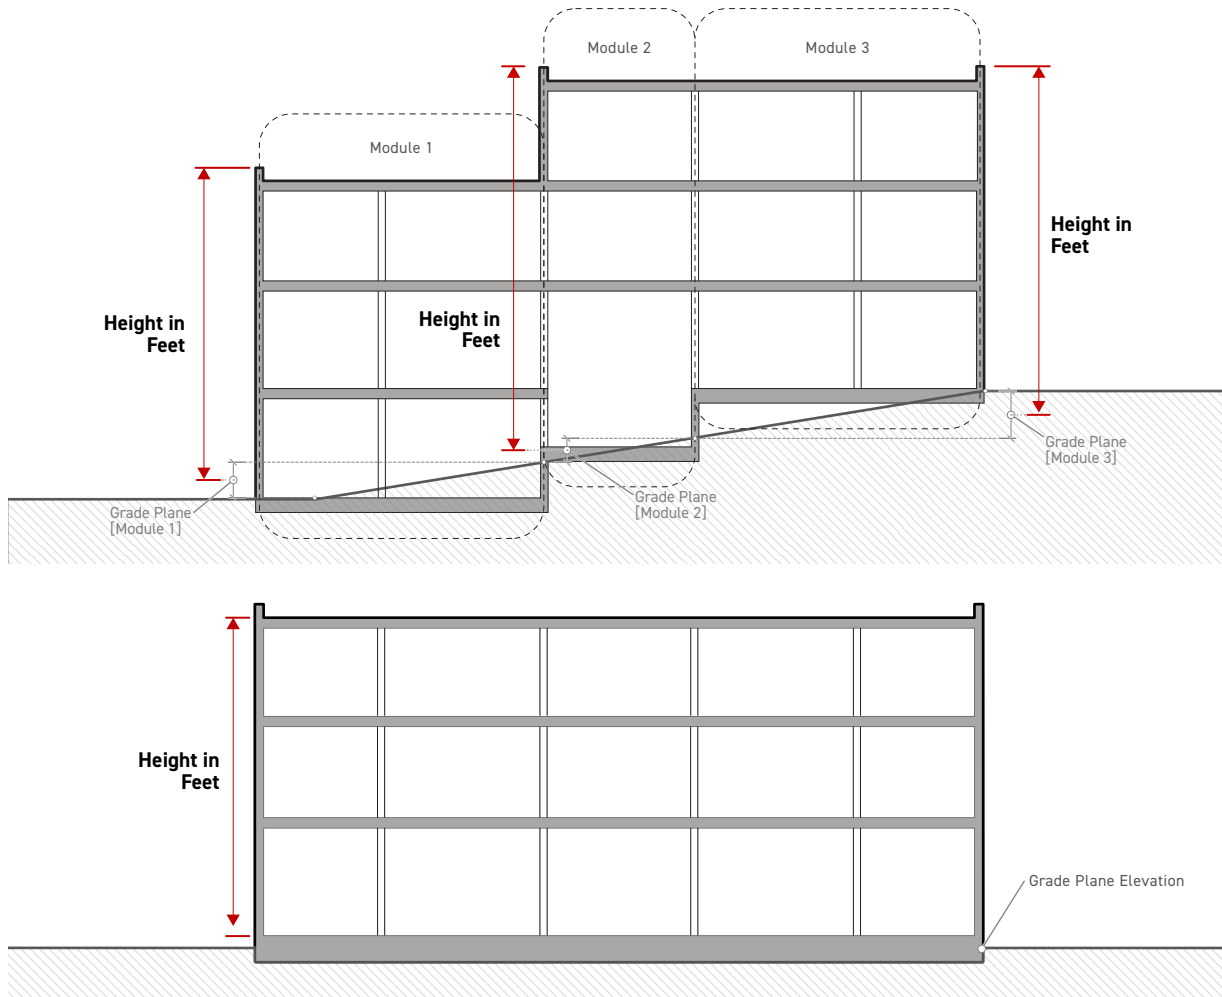 Module 2
Module 3
Module 1
Height in
Feet
Height in
Feet
Height in
Feet
Grade Plane
[Module 3]
Grade Plane
[Module 2]
Grade Plane
[Module 1]
Height in
Feet
Grade Plane Elevation